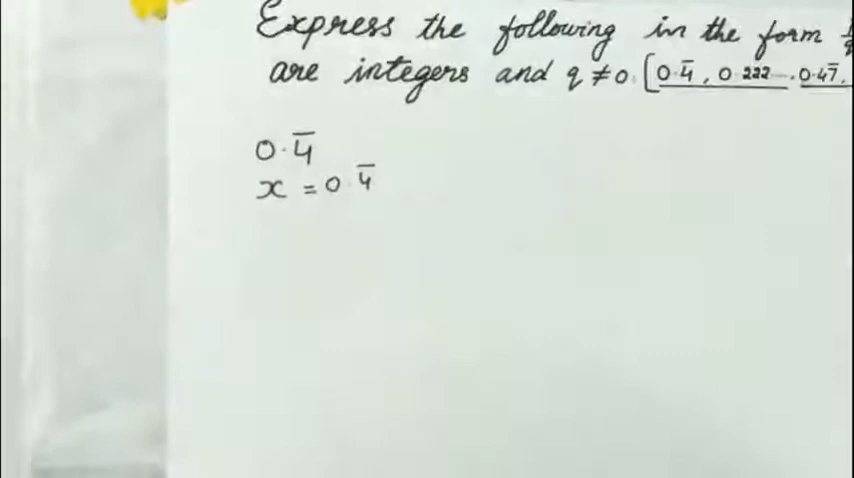 Express the following in the form
are integers and q ≠ 0. [0.4̅, 0.222..., 0.47̅,
0.4̅
x = 0.4̅